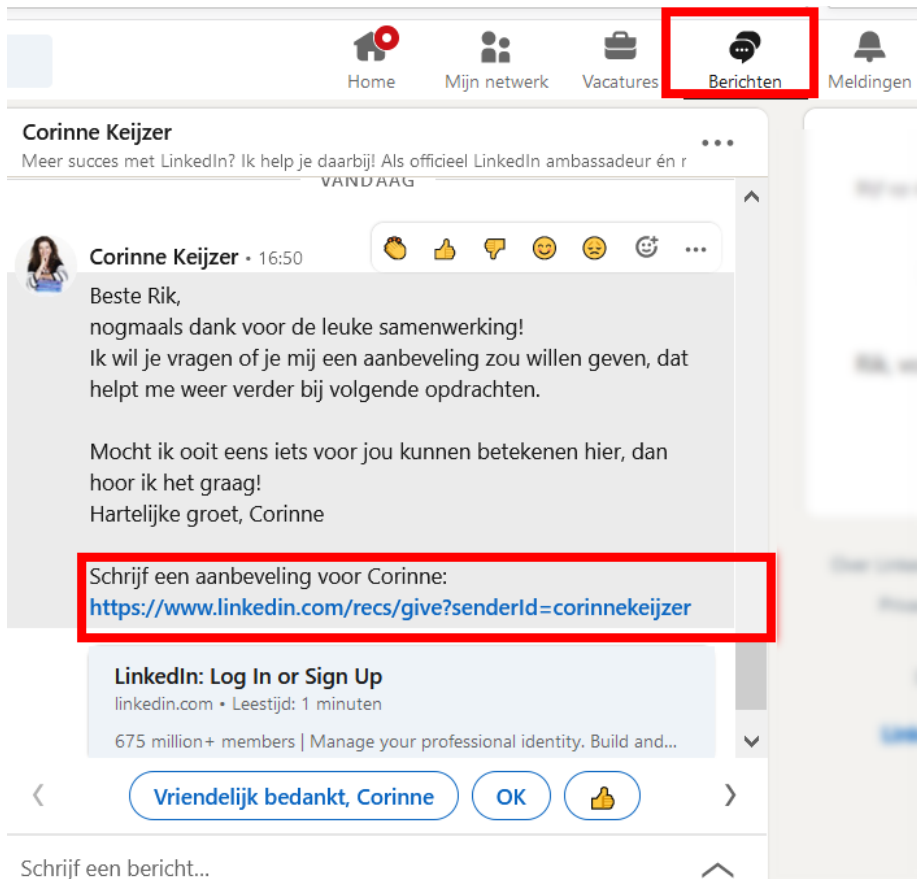 Home
Mijn netwerk
Vacatures
Berichten
Meldingen
Corinne Keijzer
Meer succes met LinkedIn? Ik help je daarbij! Als officieel LinkedIn ambassadeur én r
VANDAAG
Corinne Keijzer • 16:50
Beste Rik,
nogmaals dank voor de leuke samenwerking!
Ik wil je vragen of je mij een aanbeveling zou willen geven, dat
helpt me weer verder bij volgende opdrachten.
Mocht ik ooit eens iets voor jou kunnen betekenen hier, dan
hoor ik het graag!
Hartelijke groet, Corinne
Schrijf een aanbeveling voor Corinne:
https://www.linkedin.com/recs/give?senderId=corinnekeijzer
LinkedIn: Log In or Sign Up
linkedin.com • Leestijd: 1 minuten
675 million+ members | Manage your professional identity. Build and...
Vriendelijk bedankt, Corinne
OK
Schrijf een bericht...